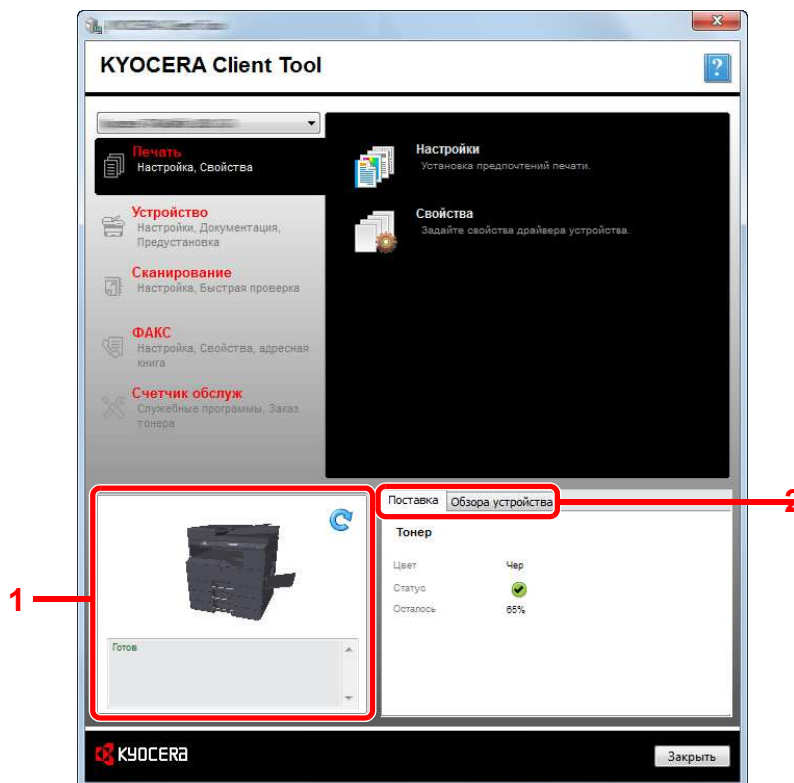 KYOCERA Client Tool
?
Печать
Настройка, Свойства
Устройство
Настройки, Документация,
Предустановка
Сканирование
Настройка, Быстрая проверка
ФАКС
Настройка, Свойства, адресная
книга
Счетчик обслуж
Служебные программы, Заказ
тонера
Настройки
Установка предпочтений печати.
Свойства
Задайте свойства драйвера устройства.
1
Готов
Поставка Обзора устройства
2
Тонер
Цвет Чер
Статус
Осталось 65%
KYOCERA
Закрыть